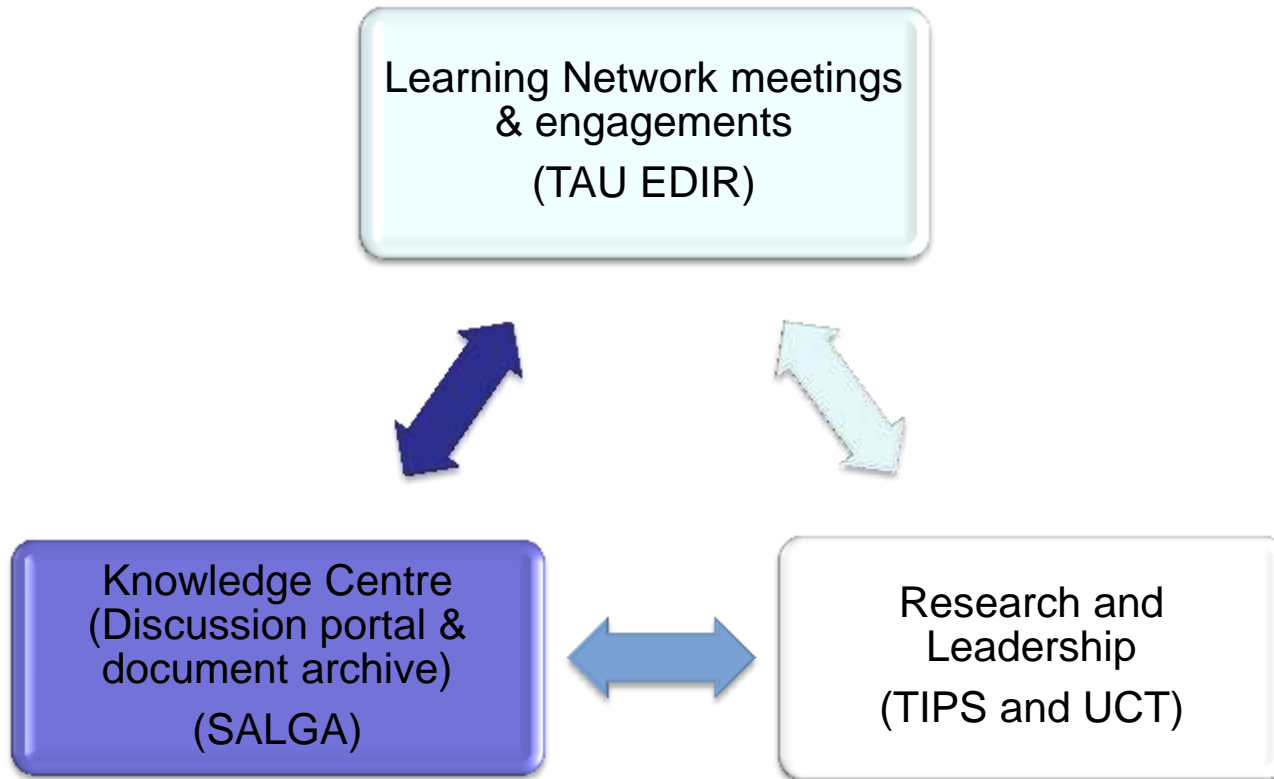 Learning Network meetings
& engagements
(TAU EDIR)
Knowledge Centre
(Discussion portal &
document archive)
(SALGA)
Research and
Leadership
(TIPS and UCT)